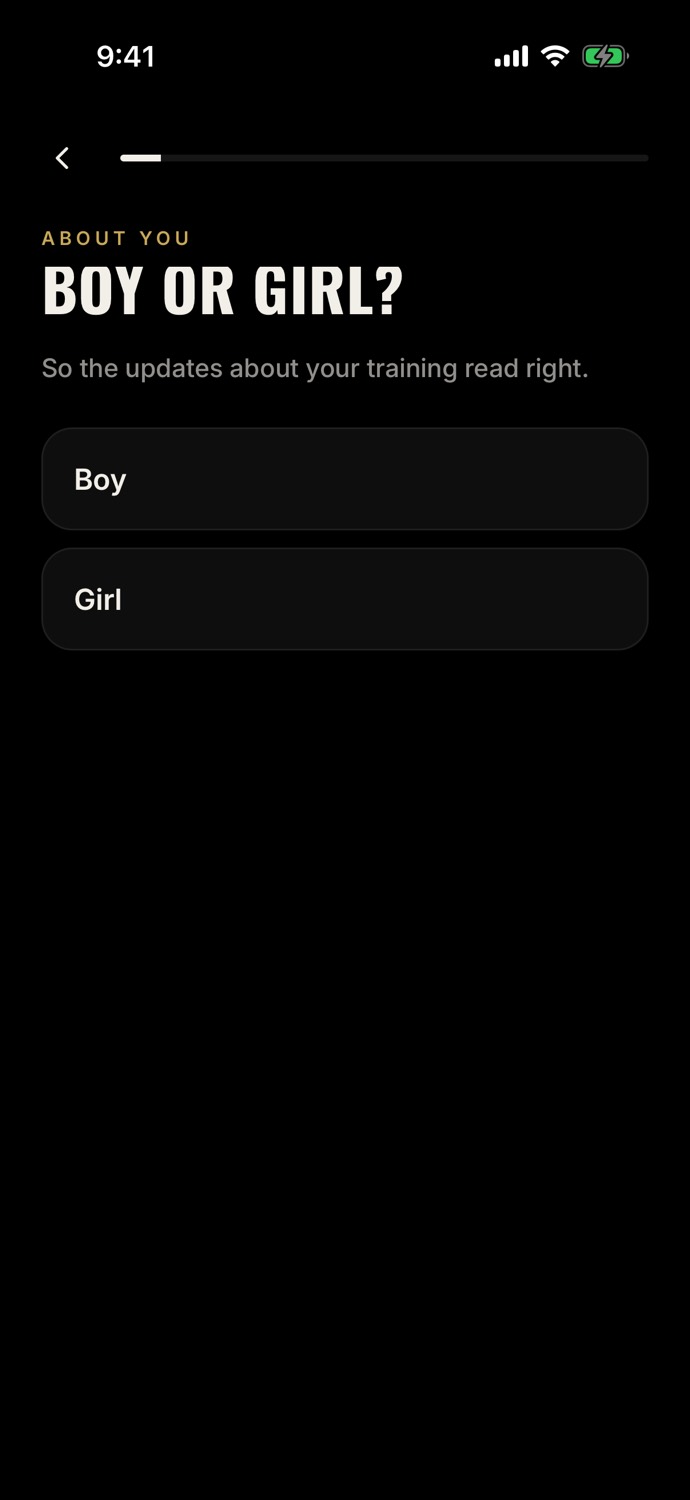 9:41
ABOUT YOU
BOY OR GIRL?
So the updates about your training read right.
Boy
Girl